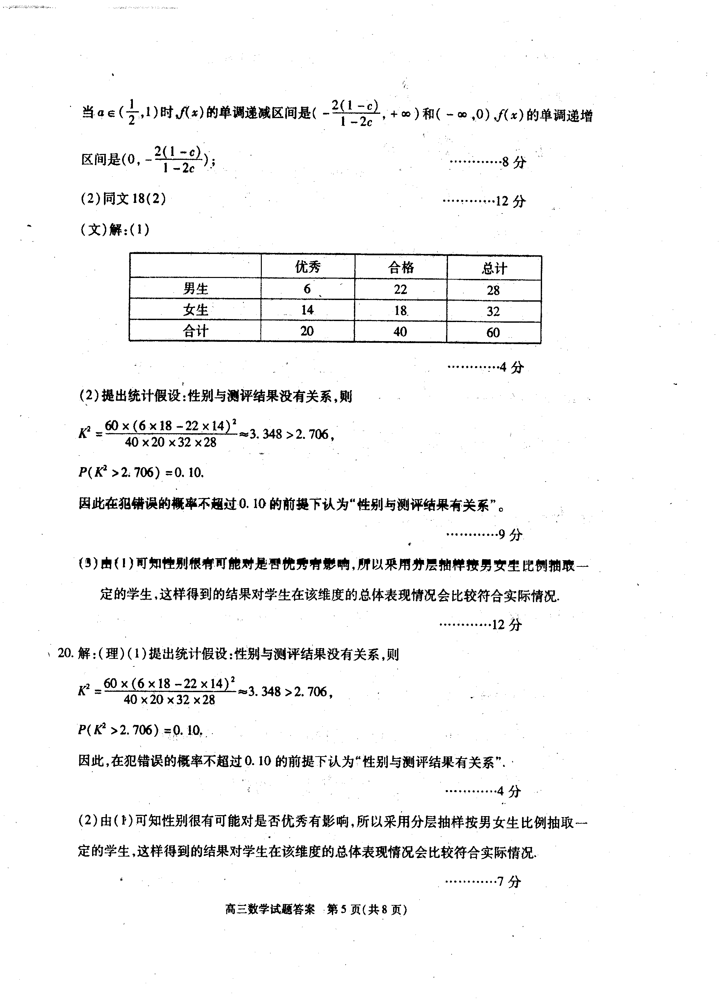 当 a∈(1/2,1)时,f(x)的单调递减区间是( -2(1-c)/(1-2c), +∞)和( -∞,0),f(x)的单调递增
区间是(0, -2(1-c)/(1-2c));
…………8 分
(2)同文 18(2)
…………12 分
(文)解:(1)
优秀 合格 总计
男生 6 22 28
女生 14 18 32
合计 20 40 60
…………4 分
(2)提出统计假设:性别与测评结果没有关系,则
K² = 60×(6×18-22×14)²/(40×20×32×28) ≈3.348>2.706,
P(K²>2.706)=0.10.
因此在犯错误的概率不超过0.10的前提下认为“性别与测评结果有关系”。
…………9 分
(3)由(1)可知性别很有可能对是否优秀有影响,所以采用分层抽样按男女生比例抽取一
定的学生,这样得到的结果对学生在该维度的总体表现情况会比较符合实际情况.
…………12 分
20. 解:(理)(1)提出统计假设:性别与测评结果没有关系,则
K² = 60×(6×18-22×14)²/(40×20×32×28) ≈3.348>2.706,
P(K²>2.706)=0.10.
因此,在犯错误的概率不超过0.10的前提下认为“性别与测评结果有关系”.
…………4 分
(2)由(1)可知性别很有可能对是否优秀有影响,所以采用分层抽样按男女生比例抽取一
定的学生,这样得到的结果对学生在该维度的总体表现情况会比较符合实际情况.
…………7 分
高三数学试题答案 第 5 页(共 8 页)